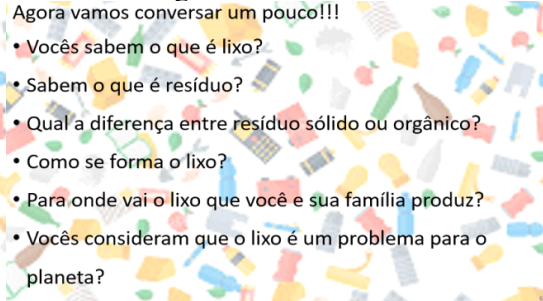 Agora vamos conversar um pouco!!!
• Vocês sabem o que é lixo?
• Sabem o que é resíduo?
• Qual a diferença entre resíduo sólido ou orgânico?
• Como se forma o lixo?
• Para onde vai o lixo que você e sua família produz?
• Vocês consideram que o lixo é um problema para o
planeta?